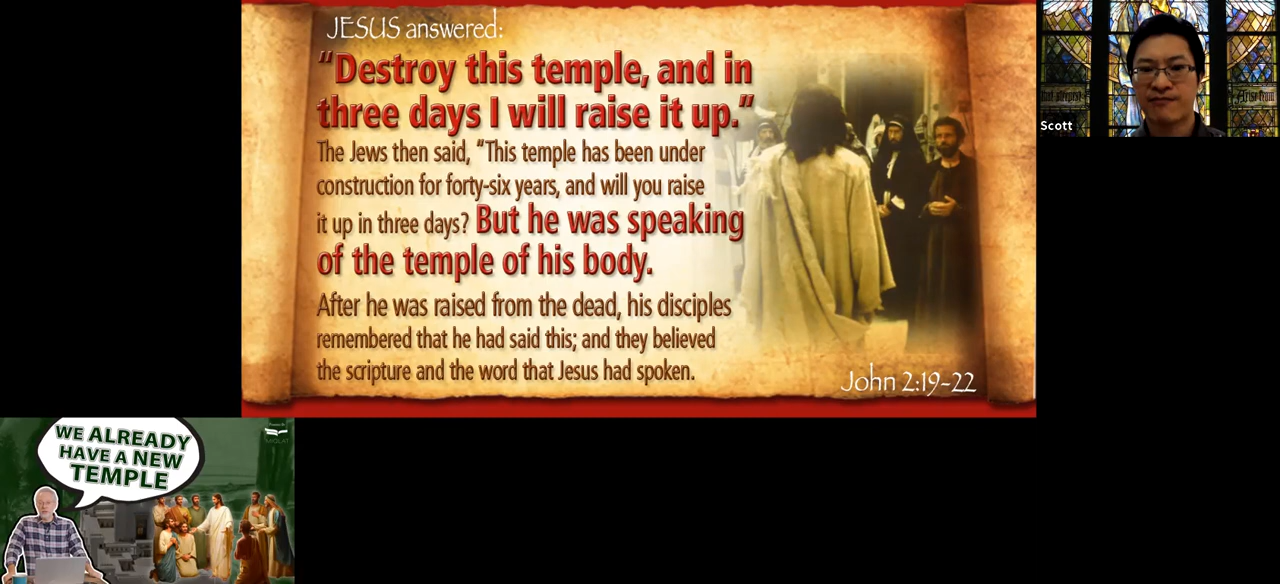 JESUS answered:
“Destroy this temple, and in
three days I will raise it up.”
The Jews then said, “This temple has been under
construction for forty-six years, and will you raise
it up in three days? But he was speaking
of the temple of his body.
After he was raised from the dead, his disciples
remembered that he had said this; and they believed
the scripture and the word that Jesus had spoken.
John 2:19-22
Scott
WE ALREADY
HAVE A NEW
TEMPLE